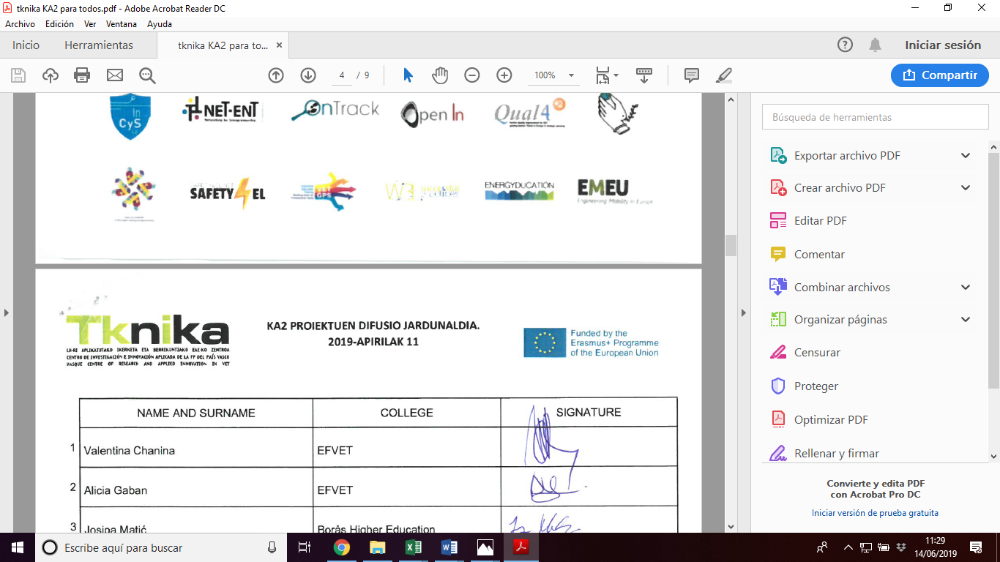 tknika KA2 para todos.pdf - Adobe Acrobat Reader DC
Archivo Edición Ver Ventana Ayuda
Inicio Herramientas tknika KA2 para to... ×
4 / 9 100% Compartir
In CyS
NET-ENT
OnTrack
Open In
Qual4
SAFETY EL
VET GPS
WE successful
ENERGYDUCATION
EMEU
Engineering Mobility in Europe
Iniciar sesión
Tknika
LH-RI APLIKATUTAKO IKERKETA ETA BERRIKUNTZAKO EAE-KO ZENTROA
CENTRO DE INVESTIGACIÓN E INNOVACIÓN APLICADA DE LA FP DEL PAÍS VASCO
BASQUE CENTRE OF RESEARCH AND APPLIED INNOVATION IN VET
KA2 PROIEKTUEN DIFUSIO JARDUNALDIA.
2019-APIRILAK 11
Funded by the
Erasmus+ Programme
of the European Union
NAME AND SURNAME COLLEGE SIGNATURE
1 Valentina Chanina EFVET
2 Alicia Gaban EFVET
3 Josipa Matić Borås Higher Education
Búsqueda de herramientas
Exportar archivo PDF
Crear archivo PDF
Editar PDF
Comentar
Combinar archivos
Organizar páginas
Censurar
Proteger
Optimizar PDF
Rellenar y firmar
Convierte y edita PDF
con Acrobat Pro DC
Iniciar versión de prueba gratuita
Escribe aquí para buscar
11:29
14/06/2019